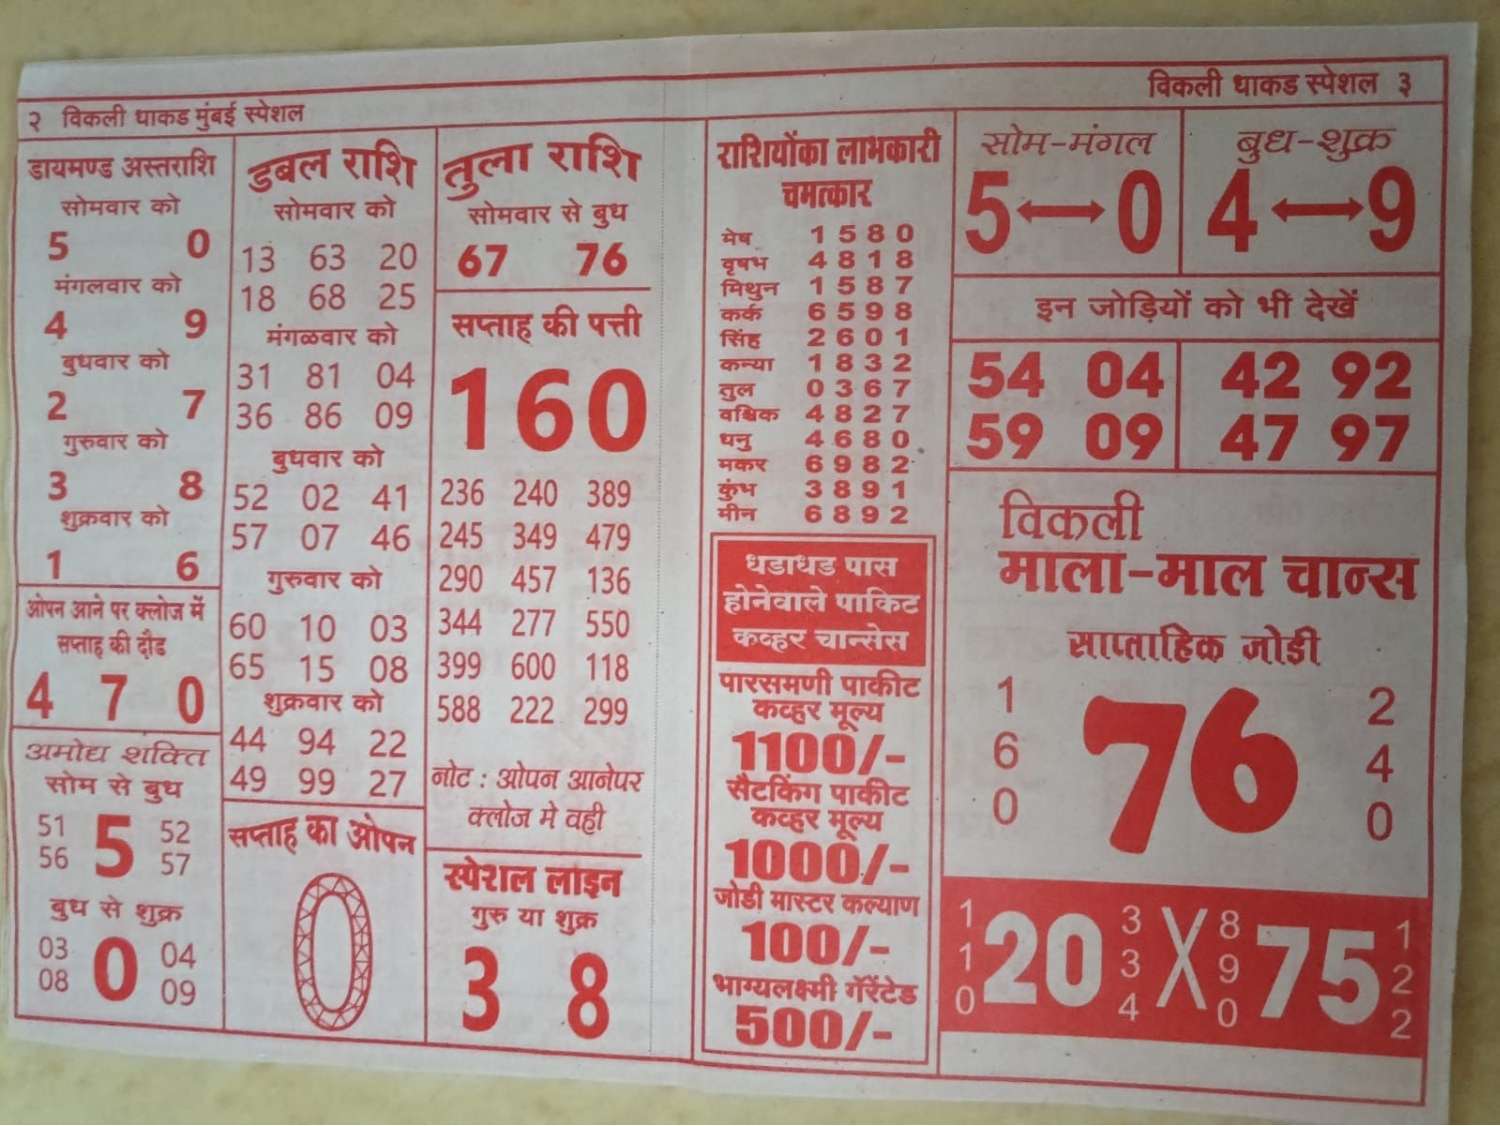 २ विकली धाकड मुंबई स्पेशल
डायमण्ड अस्तराशि
सोमवार को
5 0
मंगलवार को
4 9
बुधवार को
2 7
गुरुवार को
3 8
शुक्रवार को
1 6
ओपन आने पर क्लोज में
सप्ताह की दौड
4 7 0
अमोद्य शक्ति
सोम से बुध
51 52
5
56 57
बुध से शुक्र
03 04
0
08 09
डबल राशि
सोमवार को
13 63 20
18 68 25
मंगळवार को
31 81 04
36 86 09
बुधवार को
52 02 41
57 07 46
गुरुवार को
60 10 03
65 15 08
शुक्रवार को
44 94 22
49 99 27
सप्ताह का ओपन
0
तुला राशि
सोमवार से बुध
67 76
सप्ताह की पत्ती
160
236 240 389
245 349 479
290 457 136
344 277 550
399 600 118
588 222 299
नोट : ओपन आनेपर
क्लोज मे वही
स्पेशल लाइन
गुरु या शुक्र
3 8
विकली धाकड स्पेशल ३
राशियोंका लाभकारी
चमत्कार
मेष 1 5 8 0
वृषभ 4 8 1 8
मिथुन 1 5 8 7
कर्क 6 5 9 8
सिंह 2 6 0 1
कन्या 1 8 3 2
तुल 0 3 6 7
वश्चिक 4 8 2 7
धनु 4 6 8 0
मकर 6 9 8 2
कुंभ 3 8 9 1
मीन 6 8 9 2
धडाधड पास
होनेवाले पाकिट
कव्हर चान्सेस
पारसमणी पाकीट
कव्हर मूल्य
1100/-
सैटकिंग पाकीट
कव्हर मूल्य
1000/-
जोडी मास्टर कल्याण
100/-
भाग्यलक्ष्मी गॅरेंटेड
500/-
सोम-मंगल
5↔0
बुध-शुक्र
4↔9
इन जोड़ियों को भी देखें
54 04 42 92
59 09 47 97
विकली
माला-माल चान्स
साप्ताहिक जोडी
1 2
6 76 4
0 0
1 3 8 1
1 20 3 X 9 75 2
0 4 0 2